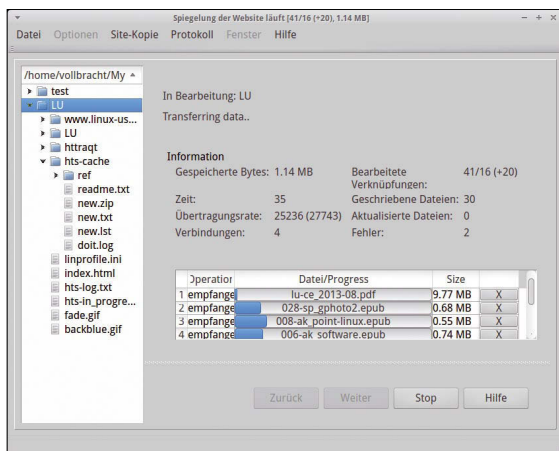 Spiegelung der Website läuft [41/16 (+20), 1.14 MB]
Datei Optionen Site-Kopie Protokoll Fenster Hilfe
/home/vollbracht/My
test
LU
www.linux-us...
LU
httraqt
hts-cache
ref
readme.txt
new.zip
new.txt
new.lst
doit.log
linprofile.ini
index.html
hts-log.txt
hts-in_progre...
fade.gif
backblue.gif
In Bearbeitung: LU
Transferring data..
Information
Gespeicherte Bytes: 1.14 MB Bearbeitete Verknüpfungen: 41/16 (+20)
Zeit: 35 Geschriebene Dateien: 30
Übertragungsrate: 25236 (27743) Aktualisierte Dateien: 0
Verbindungen: 4 Fehler: 2
Operation Datei/Progress Size
1 empfange lu-ce_2013-08.pdf 9.77 MB X
2 empfange 028-sp_gphoto2.epub 0.68 MB X
3 empfange 008-ak_point-linux.epub 0.55 MB X
4 empfange 006-ak_software.epub 0.74 MB X
Zurück Weiter Stop Hilfe